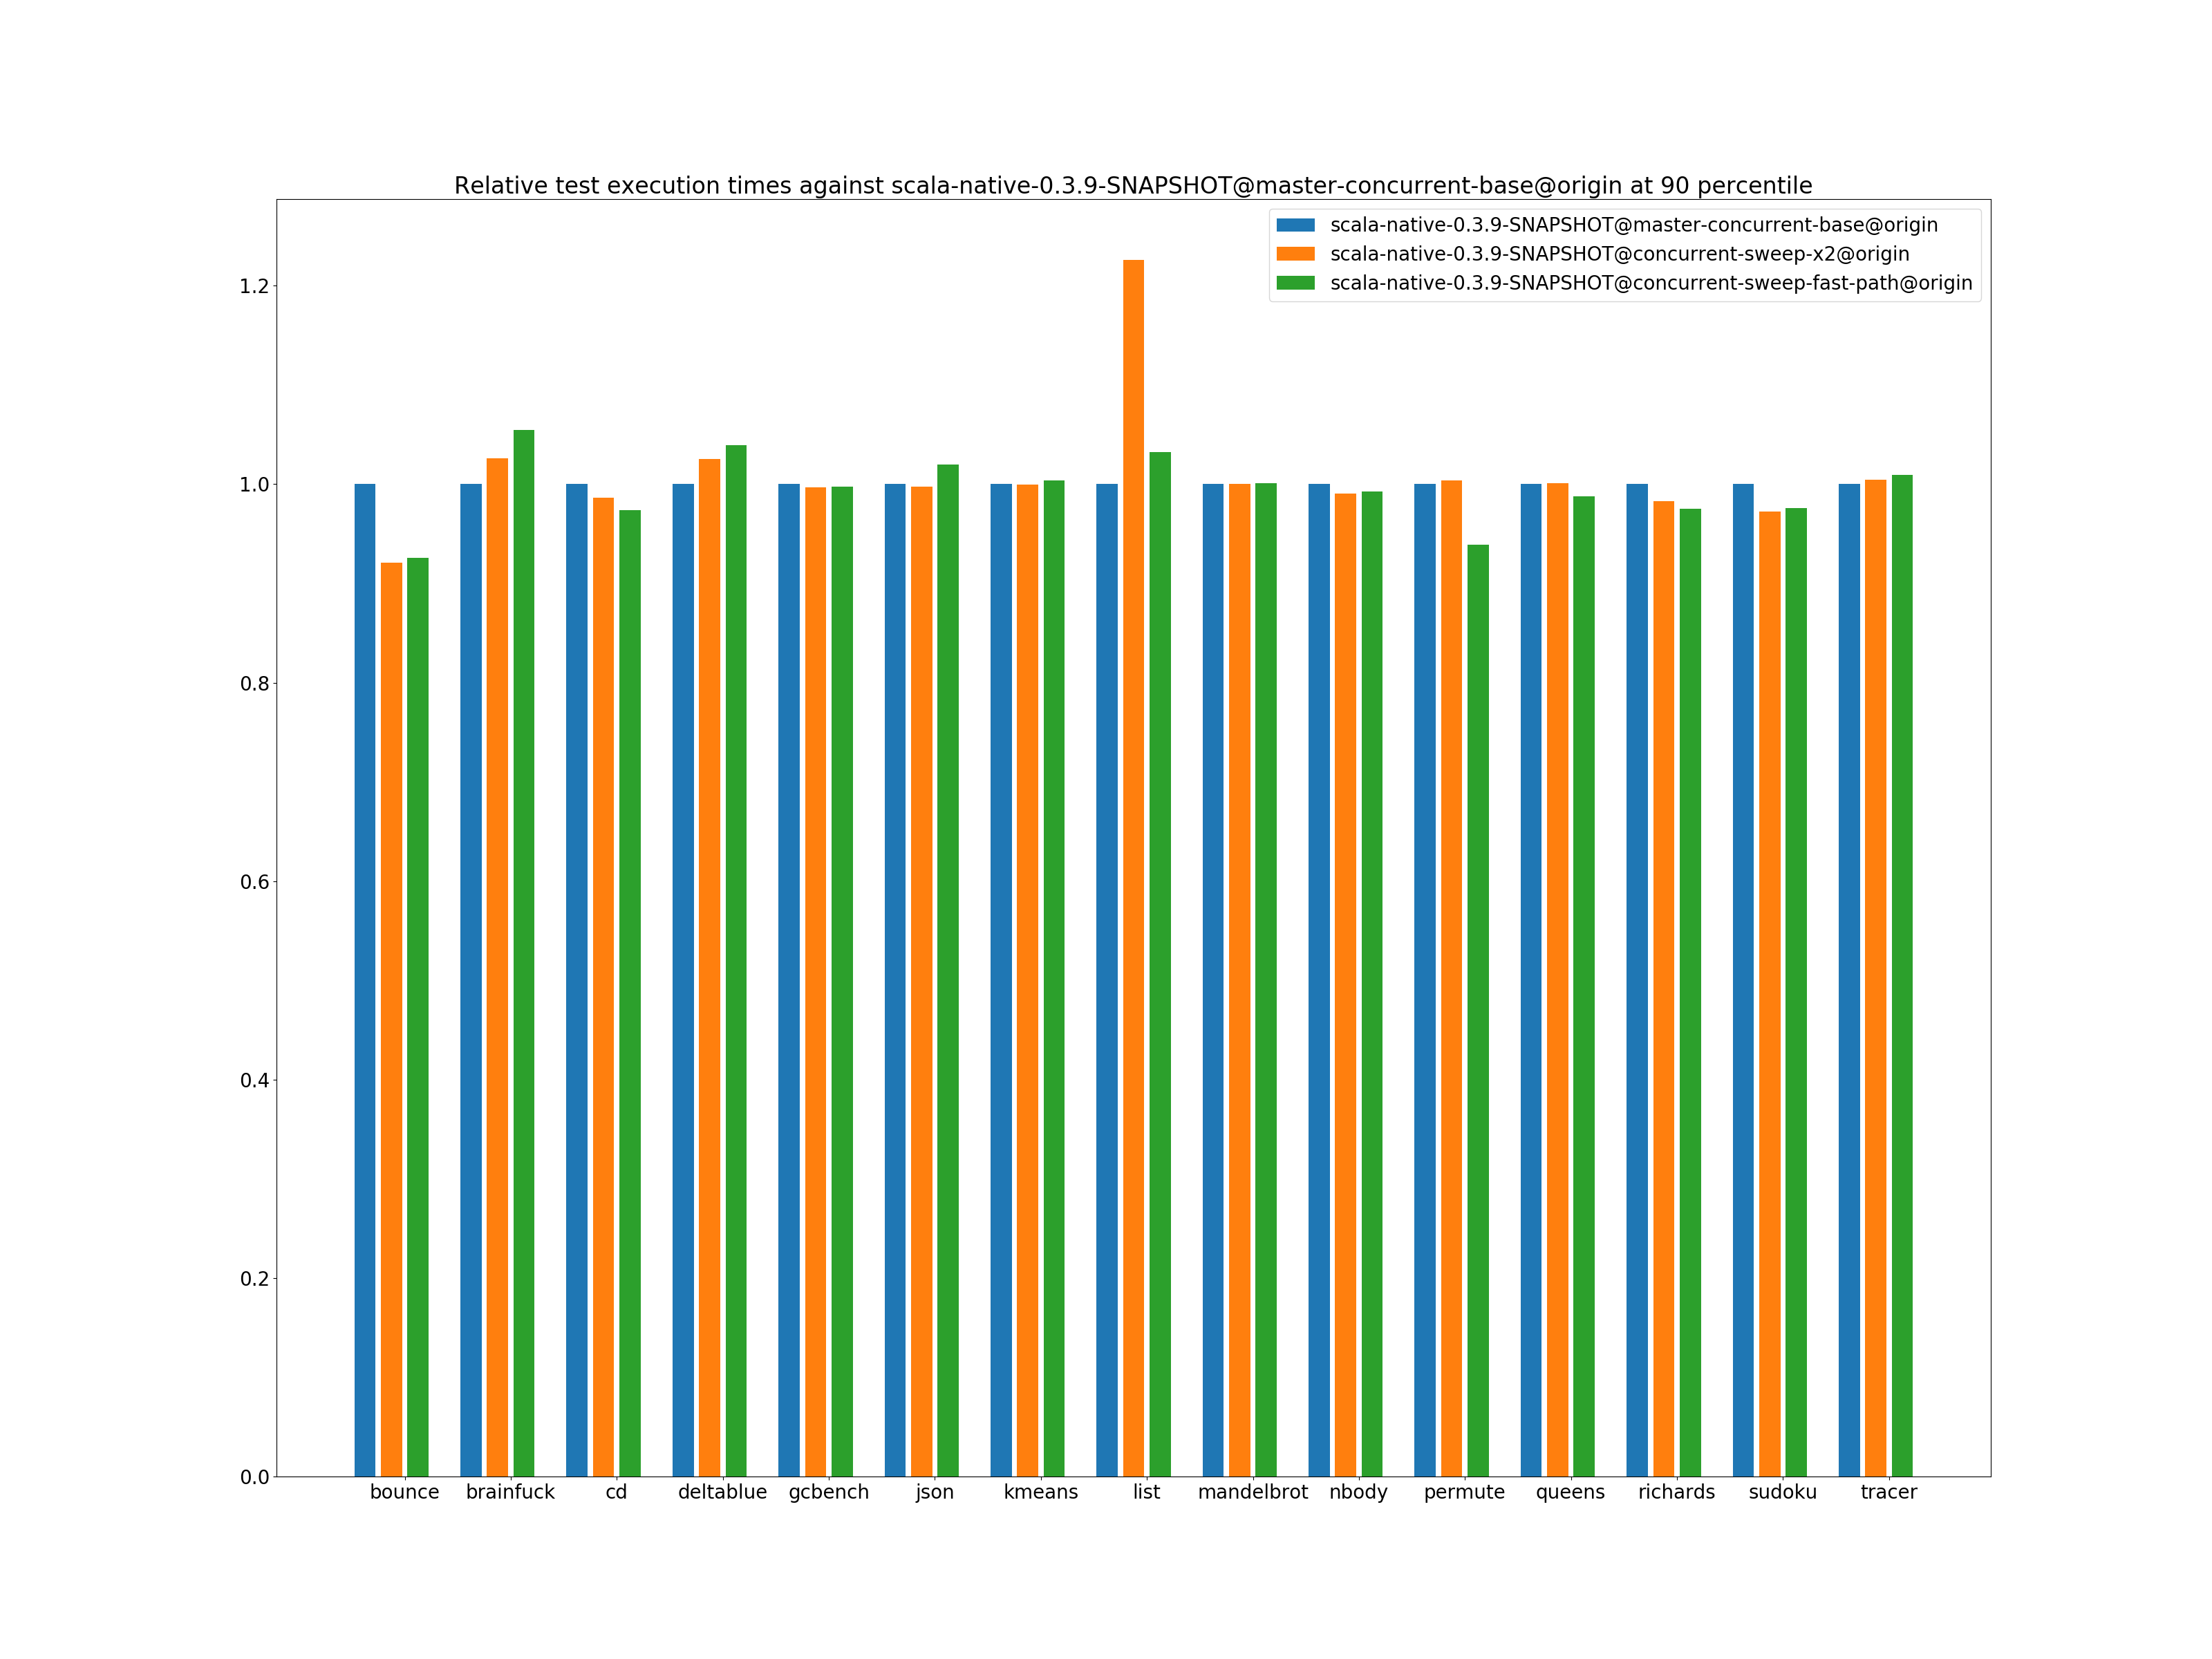 Relative test execution times against scala-native-0.3.9-SNAPSHOT@master-concurrent-base@origin at 90 percentile
scala-native-0.3.9-SNAPSHOT@master-concurrent-base@origin
scala-native-0.3.9-SNAPSHOT@concurrent-sweep-x2@origin
scala-native-0.3.9-SNAPSHOT@concurrent-sweep-fast-path@origin
1.2
1.0
0.8
0.6
0.4
0.2
0.0
bounce brainfuck cd deltablue gcbench json kmeans list mandelbrot nbody permute queens richards sudoku tracer